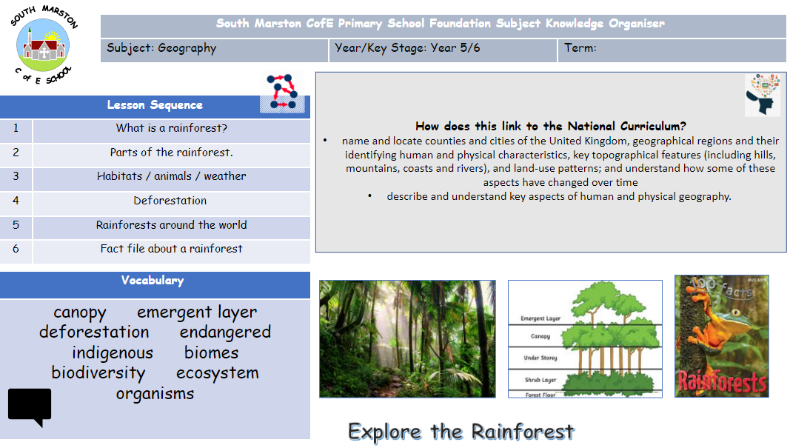 SOUTH MARSTON
C of E SCHOOL
South Marston CofE Primary School Foundation Subject Knowledge Organiser
Subject: Geography
Year/Key Stage: Year 5/6
Term:
Lesson Sequence
1 What is a rainforest?
2 Parts of the rainforest.
3 Habitats / animals / weather
4 Deforestation
5 Rainforests around the world
6 Fact file about a rainforest
How does this link to the National Curriculum?
• name and locate counties and cities of the United Kingdom, geographical regions and their
identifying human and physical characteristics, key topographical features (including hills,
mountains, coasts and rivers), and land-use patterns; and understand how some of these
aspects have changed over time
• describe and understand key aspects of human and physical geography.
Vocabulary
canopy emergent layer
deforestation endangered
indigenous biomes
biodiversity ecosystem
organisms
Emergent Layer
Canopy
Under Storey
Shrub Layer
Forest Floor
100 facts
Rainforests
Explore the Rainforest